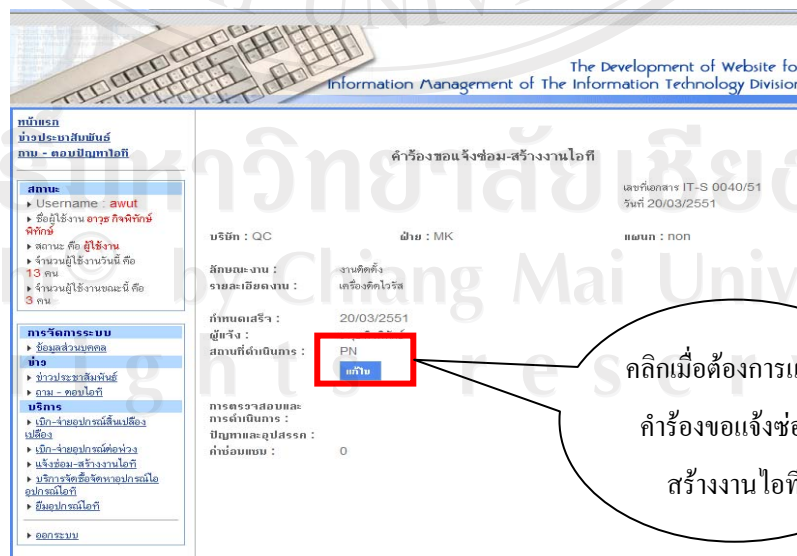 The Development of Website fo
Information Management of The Information Technology Division
หน้าแรก
ข่าวประชาสัมพันธ์
ถาม - ตอบปัญหาไอที
สถานะ
Username : awut
ชื่อผู้ใช้งาน อาวุธ กิจพิทักษ์
พิทักษ์
สถานะ คือ ผู้ใช้งาน
จำนวนผู้ใช้งานวันนี้ คือ
13 คน
จำนวนผู้ใช้งานขณะนี้ คือ
3 คน
การจัดการระบบ
ข้อมูลส่วนบุคคล
ข่าว
ข่าวประชาสัมพันธ์
ถาม - ตอบไอที
บริการ
เบิก-จ่ายอุปกรณ์สิ้นเปลือง
เปลือง
เบิก-จ่ายอุปกรณ์ต่อพ่วง
แจ้งซ่อม-สร้างงานไอที
บริการจัดซื้อจัดหาอุปกรณ์ไอ
อุปกรณ์ไอที
ยืมอุปกรณ์ไอที
ออกระบบ
คำร้องขอแจ้งซ่อม-สร้างงานไอที
เลขที่เอกสาร IT-S 0040/51
วันที่ 20/03/2551
บริษัท : QC ฝ่าย : MK แผนก : non
ลักษณะงาน : งานติดตั้ง
รายละเอียดงาน : เครื่องติดไวรัส
กำหนดเสร็จ : 20/03/2551
ผู้แจ้ง :
สถานที่ดำเนินการ : PN
แก้ไข
การตรวจสอบและ
การดำเนินการ :
ปัญหาและอุปสรรค :
ค่าซ่อมแซม : 0
คลิกเมื่อต้องการแ
คำร้องขอแจ้งซ่อ
สร้างงานไอที
UNIV
by Chiang Mai Univ